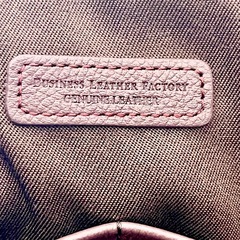 BUSINESS LEATHER FACTORY
GENUINE LEATHER